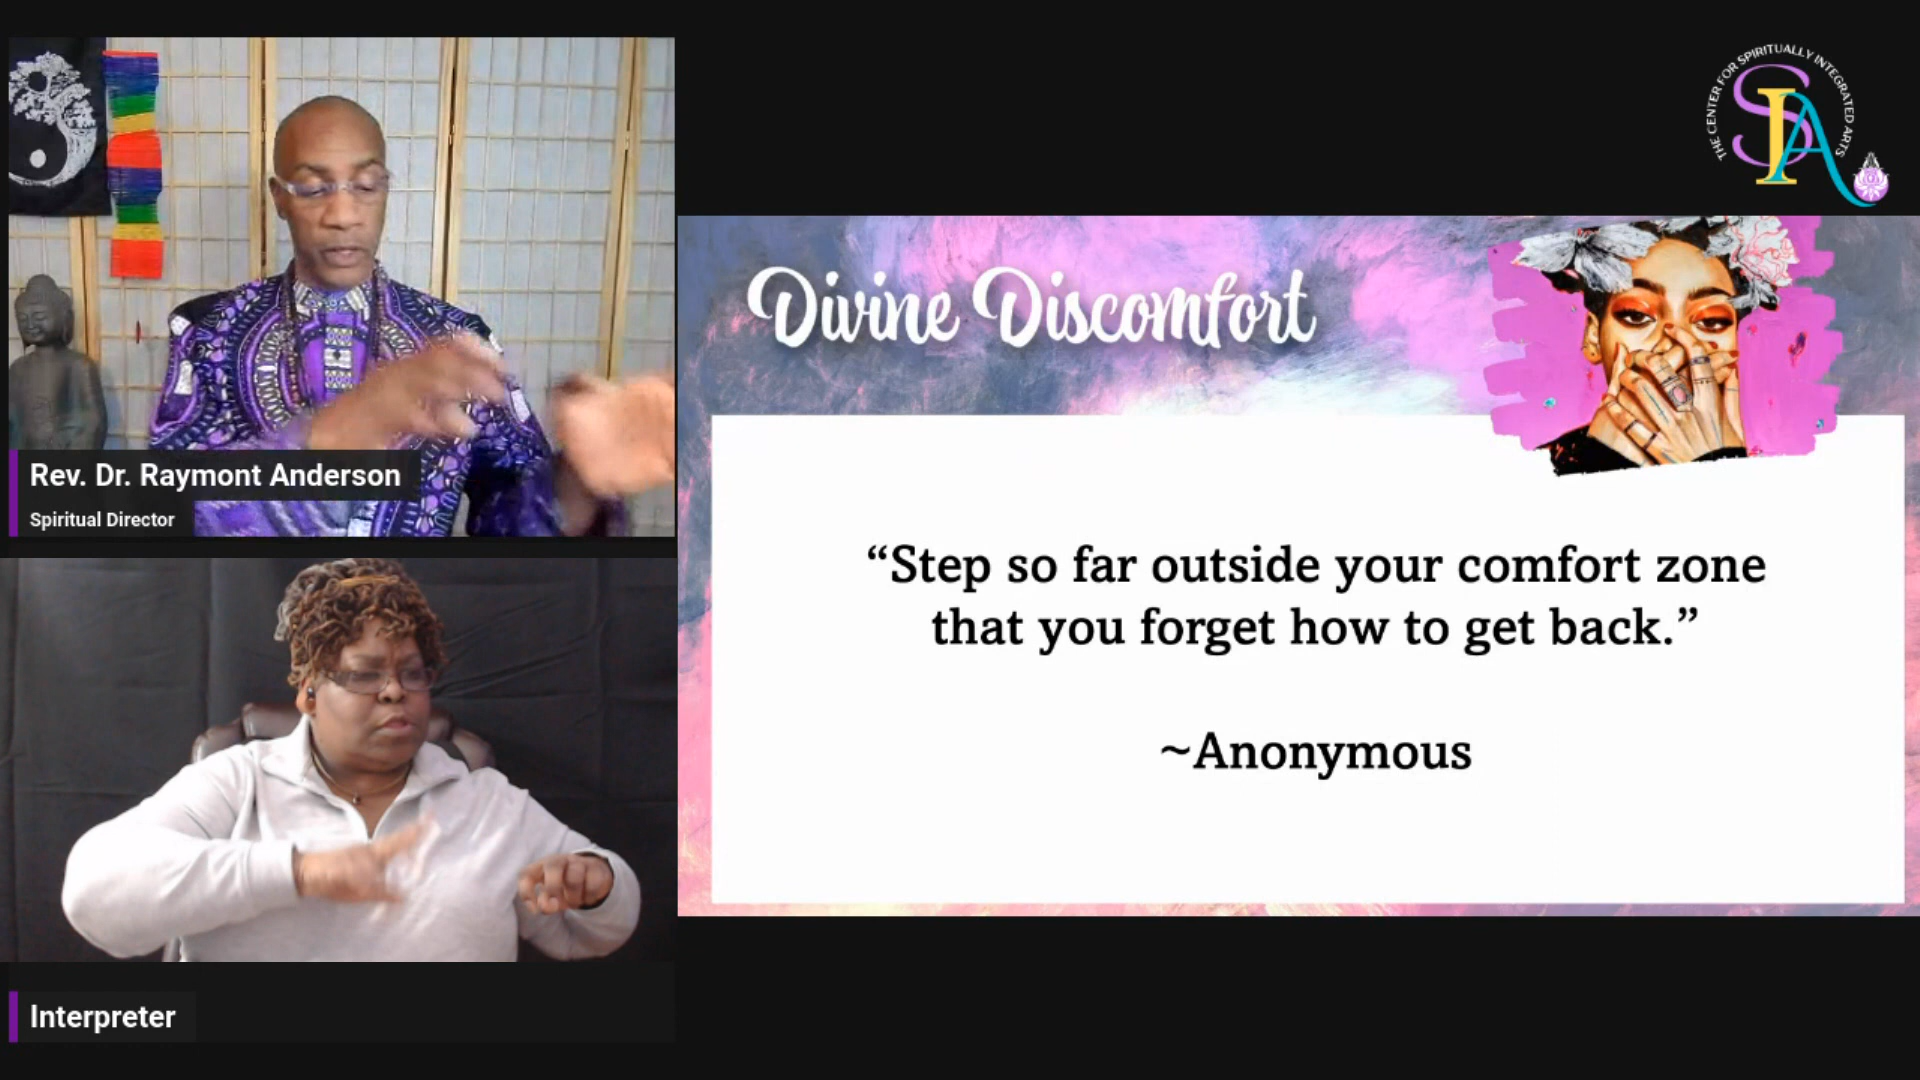 Rev. Dr. Raymont Anderson
Spiritual Director
Interpreter
THE CENTER FOR SPIRITUALLY INTEGRATED ARTS
SIA
Divine Discomfort
“Step so far outside your comfort zone
that you forget how to get back.”
~Anonymous